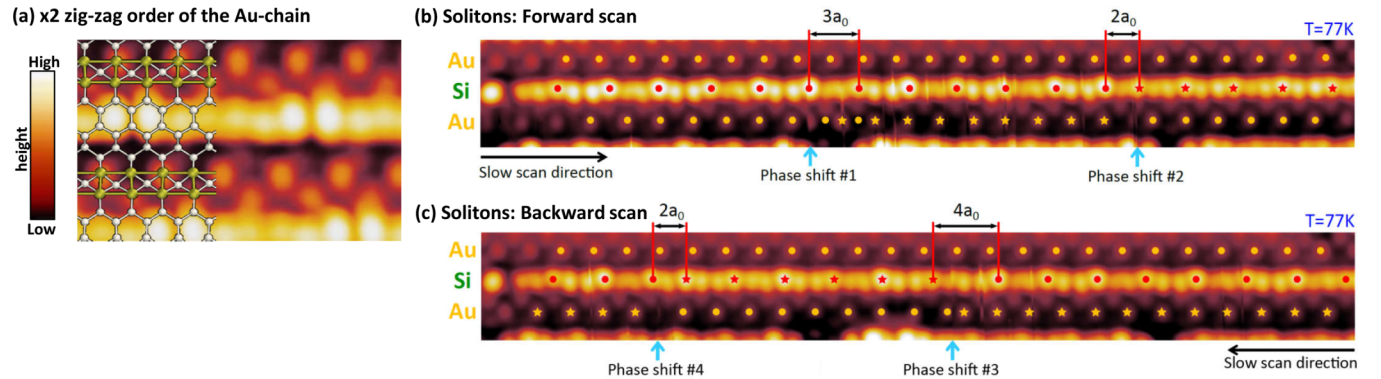 (a) x2 zig-zag order of the Au-chain
High
height
Low
(b) Solitons: Forward scan
3a₀
2a₀
T=77K
Au
Si
Au
Slow scan direction
Phase shift #1
Phase shift #2
(c) Solitons: Backward scan
2a₀
4a₀
T=77K
Au
Si
Au
Phase shift #4
Phase shift #3
Slow scan direction